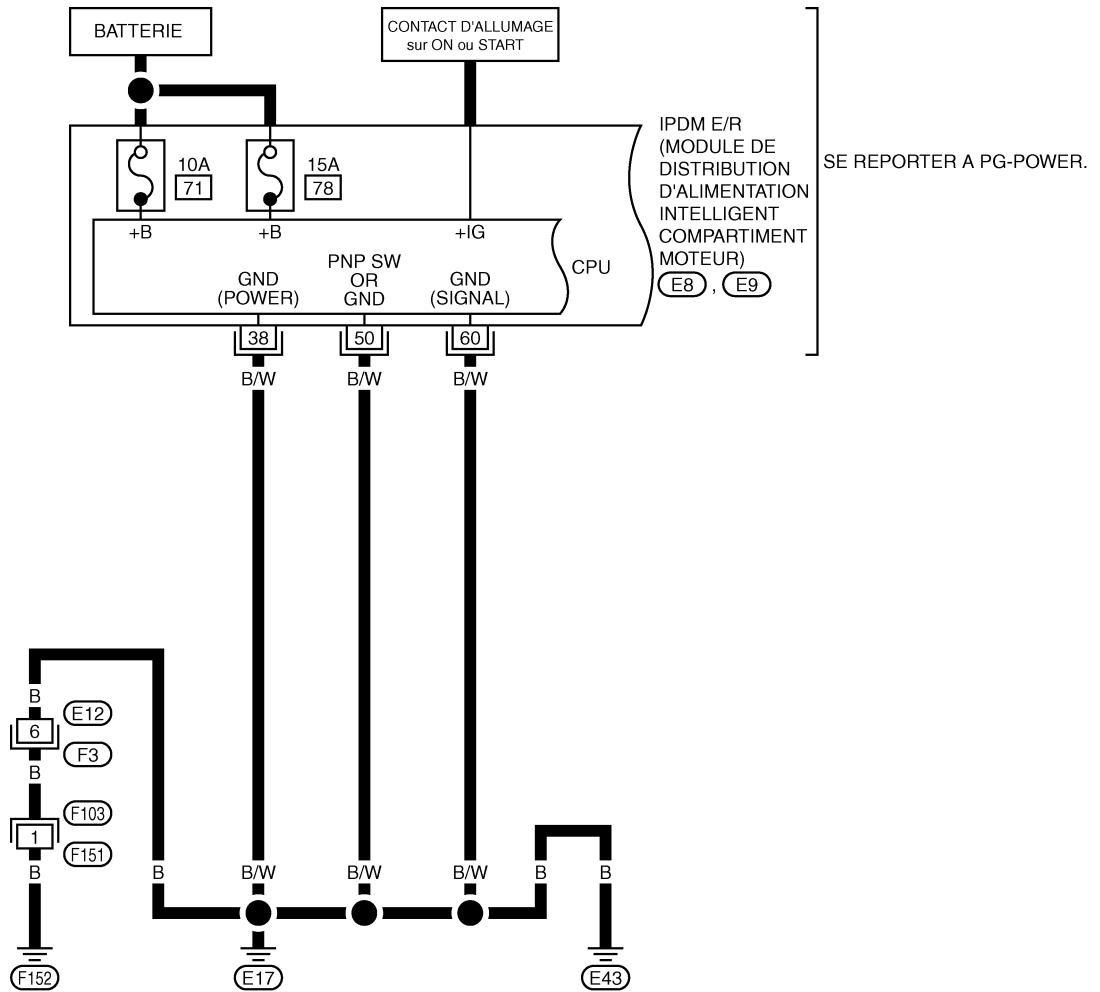 BATTERIE
CONTACT D'ALLUMAGE
sur ON ou START
IPDM E/R
(MODULE DE
DISTRIBUTION
D'ALIMENTATION
INTELLIGENT
COMPARTIMENT
MOTEUR)
E8 , E9
SE REPORTER A PG-POWER.
10A
71
15A
78
+B
+B
+IG
CPU
GND
(POWER)
PNP SW
OR
GND
GND
(SIGNAL)
38
50
60
B/W
B/W
B/W
B
E12
6
F3
B
F103
1
F151
B
B
B/W
B/W
B/W
B
B
F152
E17
E43